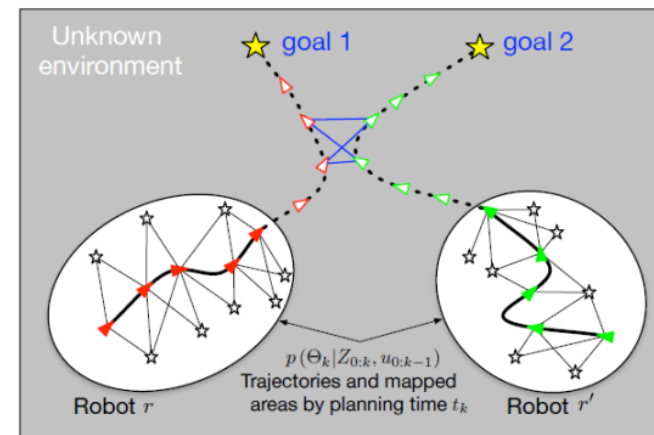 Unknown
environment
goal 1
goal 2
p (Θₖ|Z₀:ₖ, u₀:ₖ₋₁)
Trajectories and mapped
areas by planning time tₖ
Robot r
Robot r′